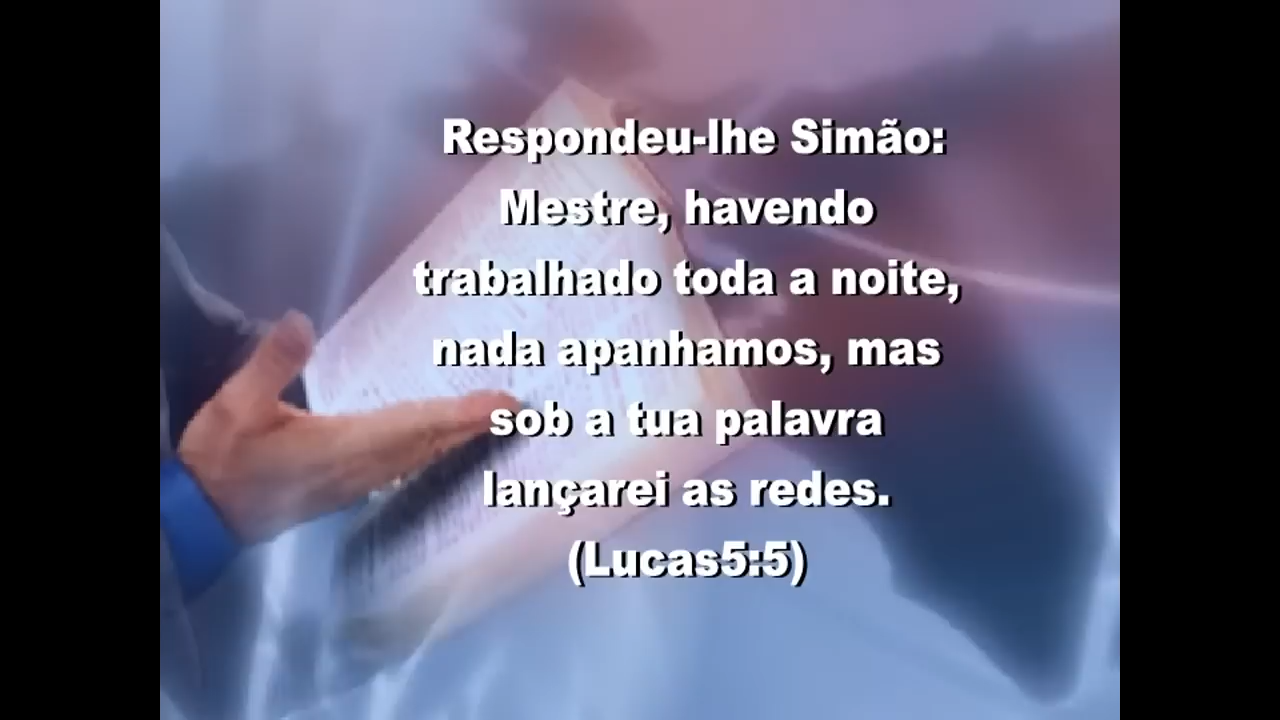 Respondeu-lhe Simão:
Mestre, havendo
trabalhado toda a noite,
nada apanhamos, mas
sob a tua palavra
lançarei as redes.
(Lucas5:5)